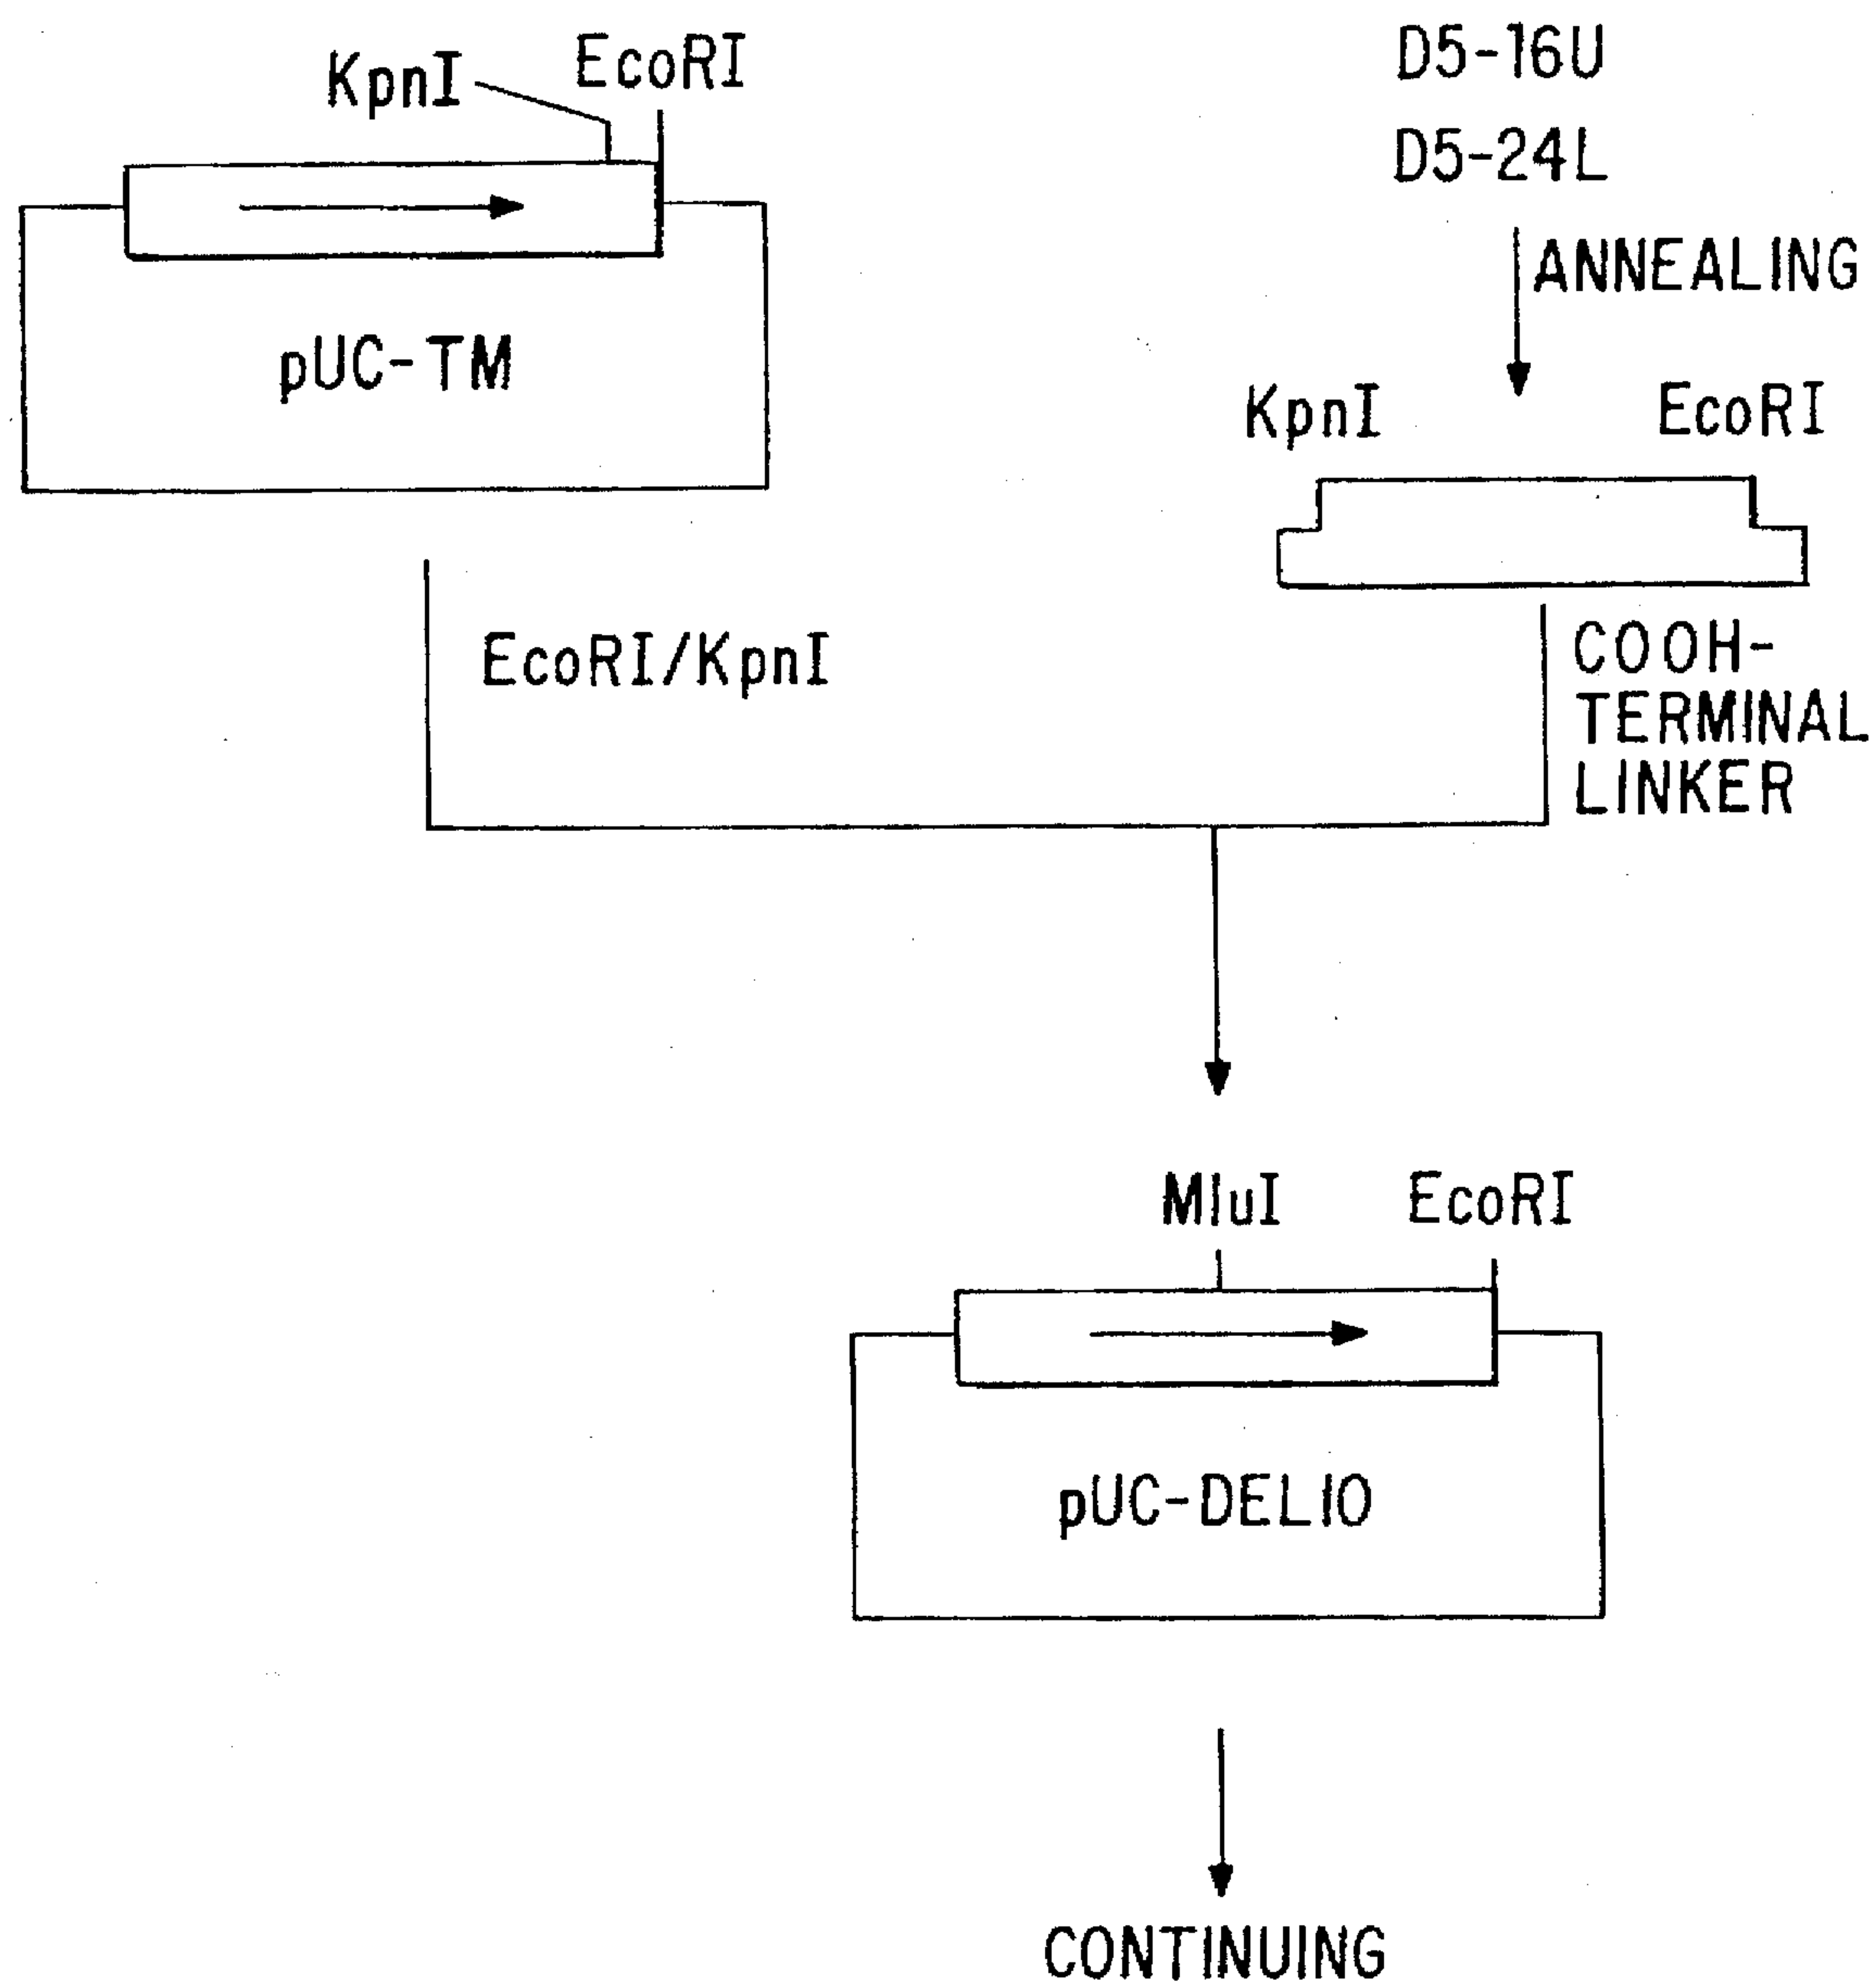 KpnI
EcoRI
pUC-TM
D5-16U
D5-24L
ANNEALING
KpnI
EcoRI
EcoRI/KpnI
COOH-
TERMINAL
LINKER
MluI
EcoRI
pUC-DEL10
CONTINUING